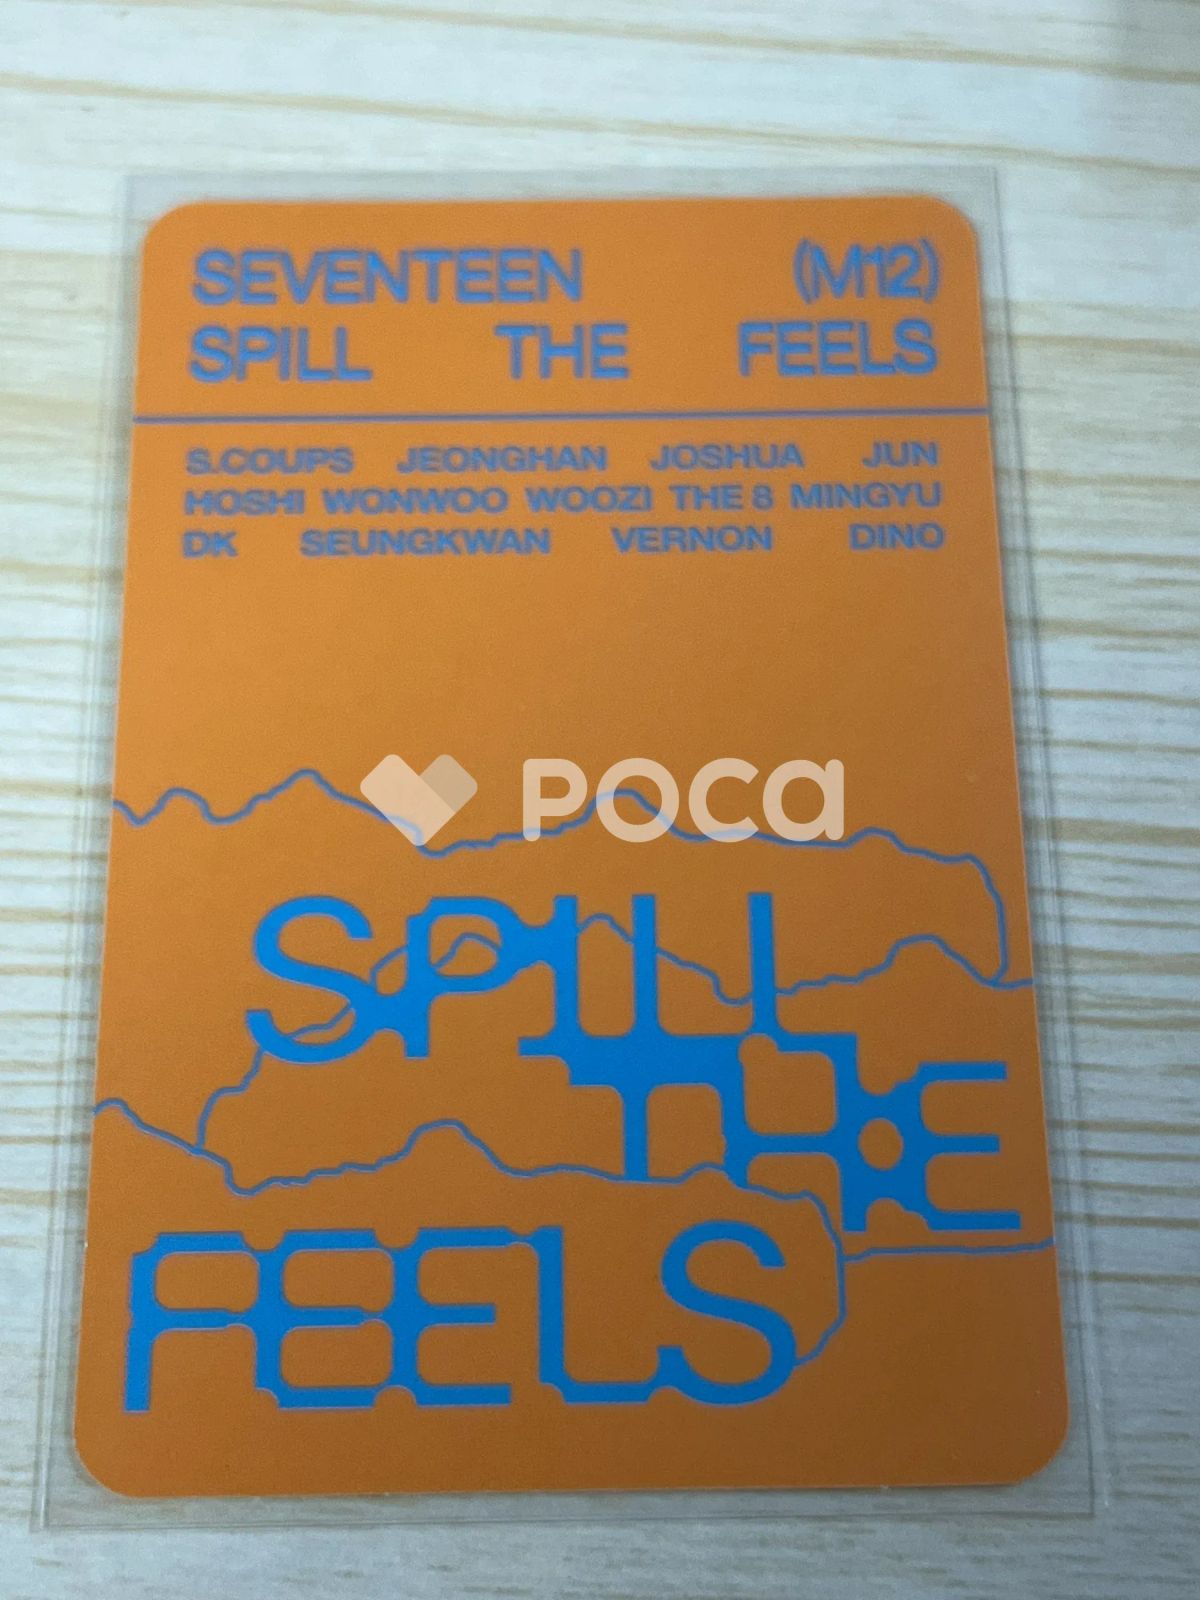 SEVENTEEN (M12)
SPILL THE FEELS
S.COUPS JEONGHAN JOSHUA JUN
HOSHI WONWOO WOOZI THE 8 MINGYU
DK SEUNGKWAN VERNON DINO
POCA
SPILL
THE
FEELS